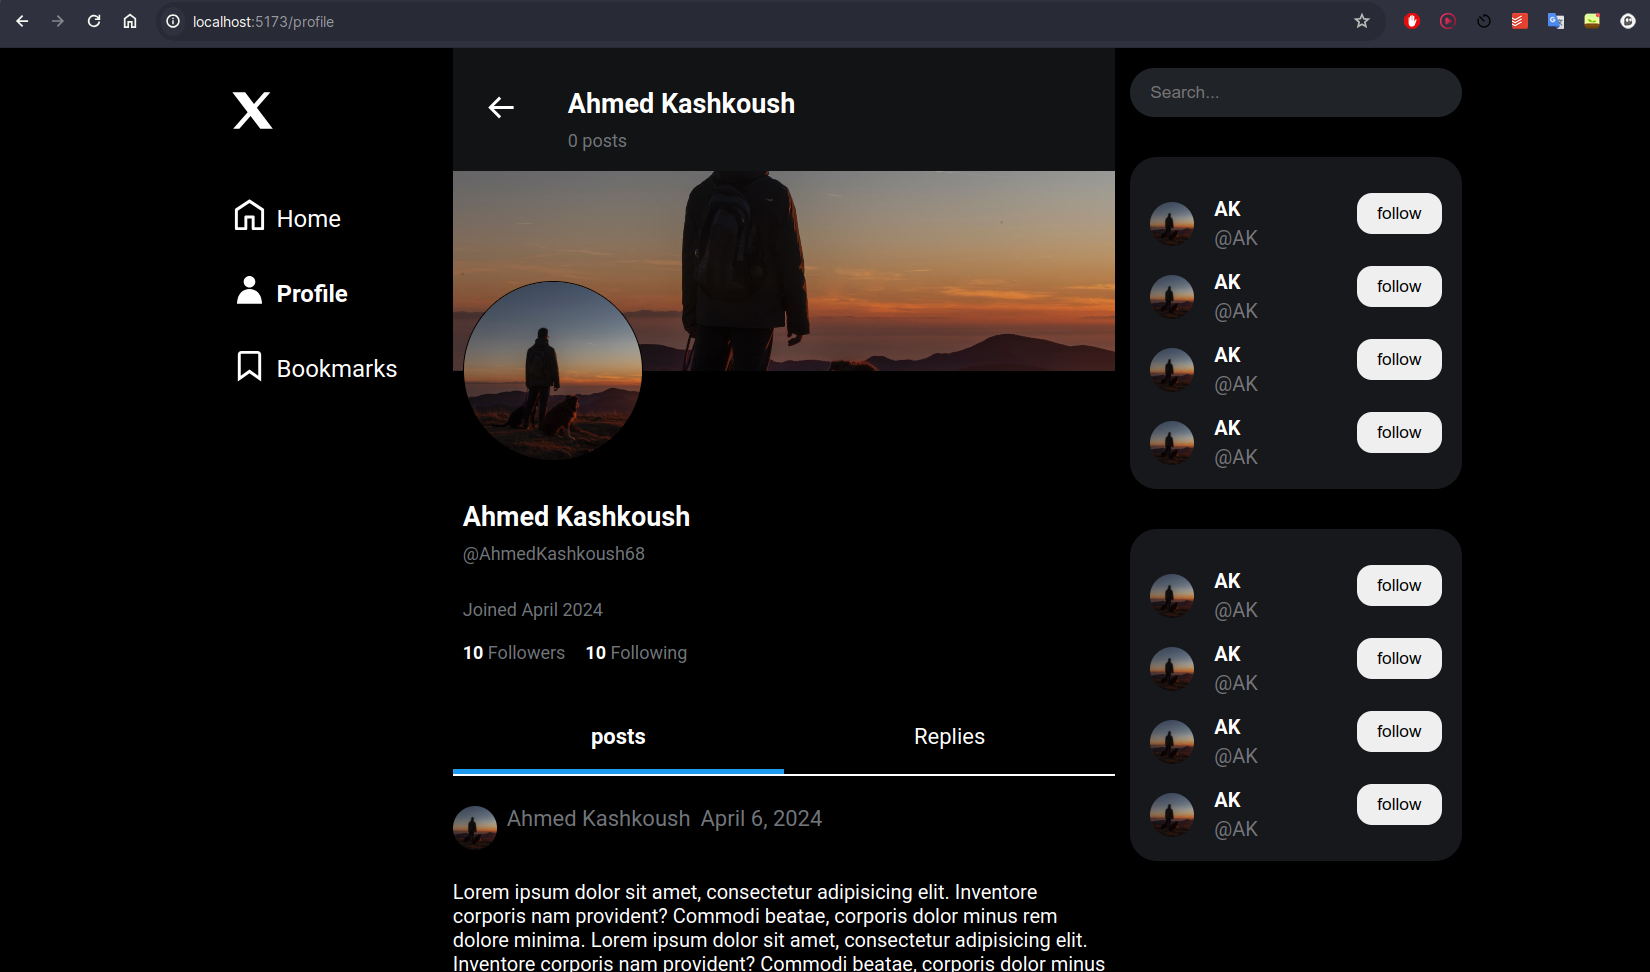 localhost:5173/profile
Home
Profile
Bookmarks
Ahmed Kashkoush
0 posts
Ahmed Kashkoush
@AhmedKashkoush68
Joined April 2024
10 Followers 10 Following
posts Replies
Ahmed Kashkoush April 6, 2024
Lorem ipsum dolor sit amet, consectetur adipisicing elit. Inventore
corporis nam provident? Commodi beatae, corporis dolor minus rem
dolore minima. Lorem ipsum dolor sit amet, consectetur adipisicing elit.
Inventore corporis nam provident? Commodi beatae, corporis dolor minus
Search...
AK
@AK
follow
AK
@AK
follow
AK
@AK
follow
AK
@AK
follow
AK
@AK
follow
AK
@AK
follow
AK
@AK
follow
AK
@AK
follow